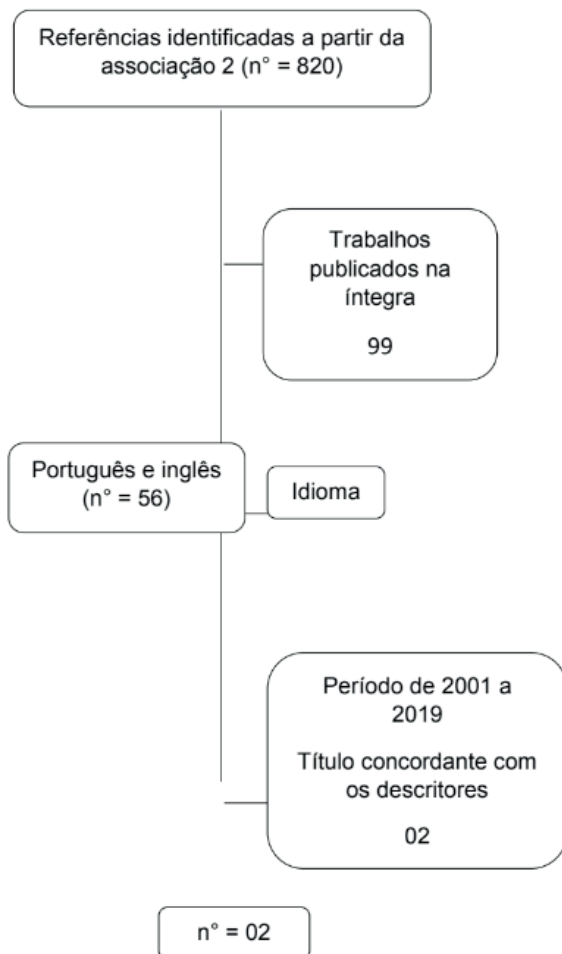 Referências identificadas a partir da
associação 2 (n° = 820)
Trabalhos
publicados na
íntegra
99
Português e inglês
(n° = 56)
Idioma
Período de 2001 a
2019
Título concordante com
os descritores
02
n° = 02